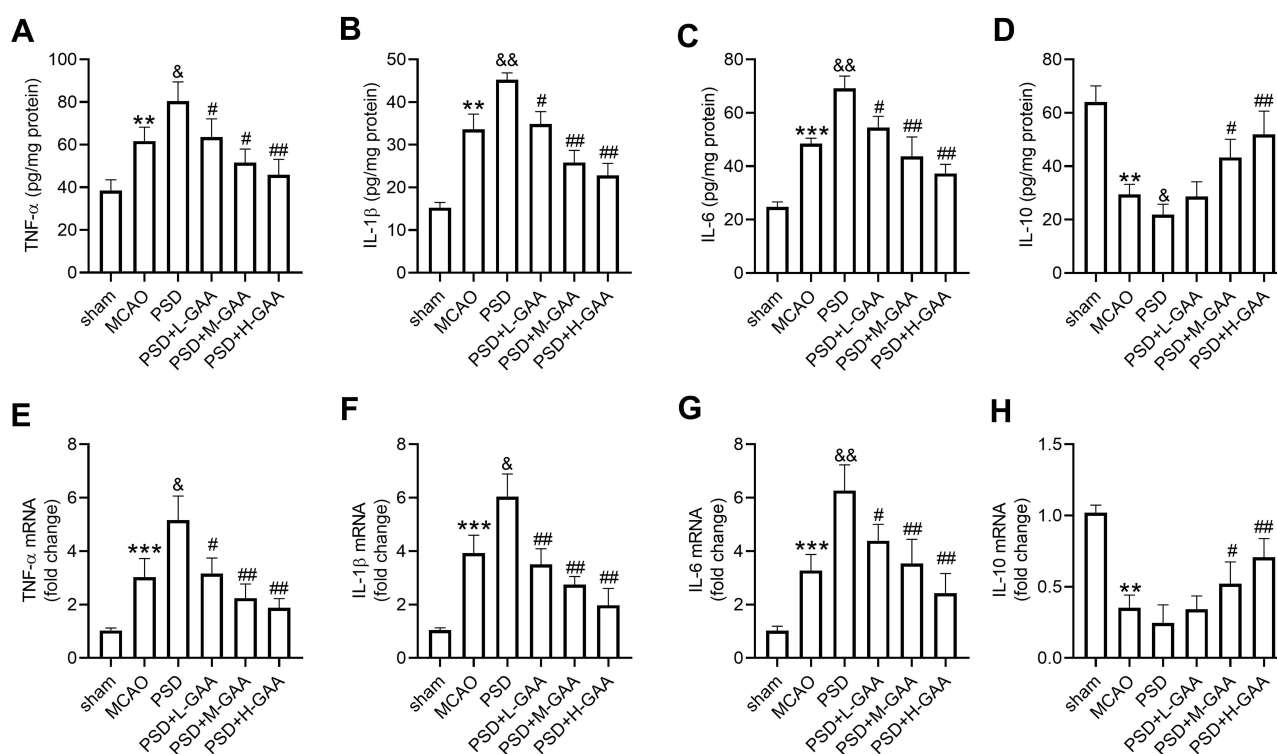 A
TNF-α (pg/mg protein)
100
80
60
40
20
0
**
&
#
#
##
sham
MCAO
PSD
PSD+L-GAA
PSD+M-GAA
PSD+H-GAA
B
IL-1β (pg/mg protein)
50
40
30
20
10
0
**
&&
#
##
##
sham
MCAO
PSD
PSD+L-GAA
PSD+M-GAA
PSD+H-GAA
C
IL-6 (pg/mg protein)
80
60
40
20
0
***
&&
#
##
##
sham
MCAO
PSD
PSD+L-GAA
PSD+M-GAA
PSD+H-GAA
D
IL-10 (pg/mg protein)
80
60
40
20
0
**
&
#
##
sham
MCAO
PSD
PSD+L-GAA
PSD+M-GAA
PSD+H-GAA
E
TNF-α mRNA
(fold change)
8
6
4
2
0
***
&
#
##
##
sham
MCAO
PSD
PSD+L-GAA
PSD+M-GAA
PSD+H-GAA
F
IL-1β mRNA
(fold change)
8
6
4
2
0
***
&
##
##
##
sham
MCAO
PSD
PSD+L-GAA
PSD+M-GAA
PSD+H-GAA
G
IL-6 mRNA
(fold change)
8
6
4
2
0
***
&&
#
##
##
sham
MCAO
PSD
PSD+L-GAA
PSD+M-GAA
PSD+H-GAA
H
IL-10 mRNA
(fold change)
1.5
1.0
0.5
0.0
**
#
##
sham
MCAO
PSD
PSD+L-GAA
PSD+M-GAA
PSD+H-GAA